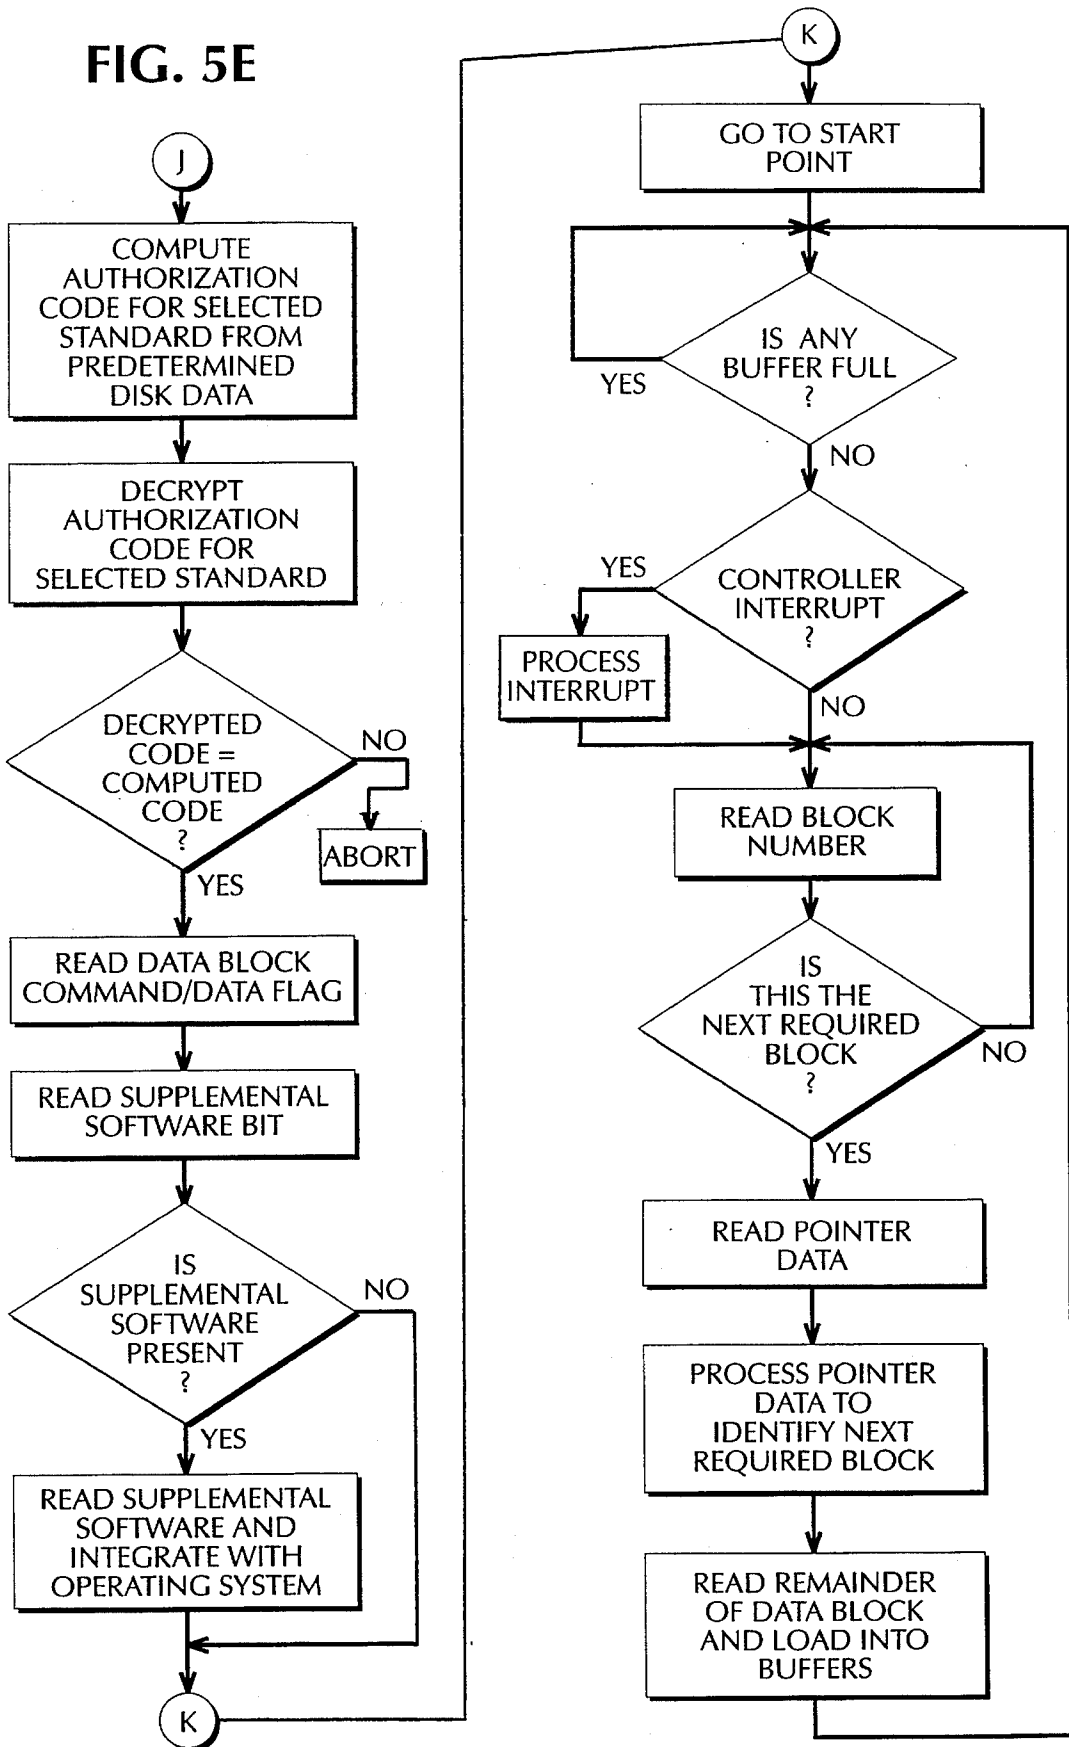 FIG. 5E
J
COMPUTE
AUTHORIZATION
CODE FOR SELECTED
STANDARD FROM
PREDETERMINED
DISK DATA
DECRYPT
AUTHORIZATION
CODE FOR
SELECTED STANDARD
DECRYPTED
CODE =
COMPUTED
CODE
?
NO
ABORT
YES
READ DATA BLOCK
COMMAND/DATA FLAG
READ SUPPLEMENTAL
SOFTWARE BIT
IS
SUPPLEMENTAL
SOFTWARE
PRESENT
?
NO
YES
READ SUPPLEMENTAL
SOFTWARE AND
INTEGRATE WITH
OPERATING SYSTEM
K
K
GO TO START
POINT
IS ANY
BUFFER FULL
?
YES
NO
CONTROLLER
INTERRUPT
?
YES
PROCESS
INTERRUPT
NO
READ BLOCK
NUMBER
IS
THIS THE
NEXT REQUIRED
BLOCK
?
NO
YES
READ POINTER
DATA
PROCESS POINTER
DATA TO
IDENTIFY NEXT
REQUIRED BLOCK
READ REMAINDER
OF DATA BLOCK
AND LOAD INTO
BUFFERS